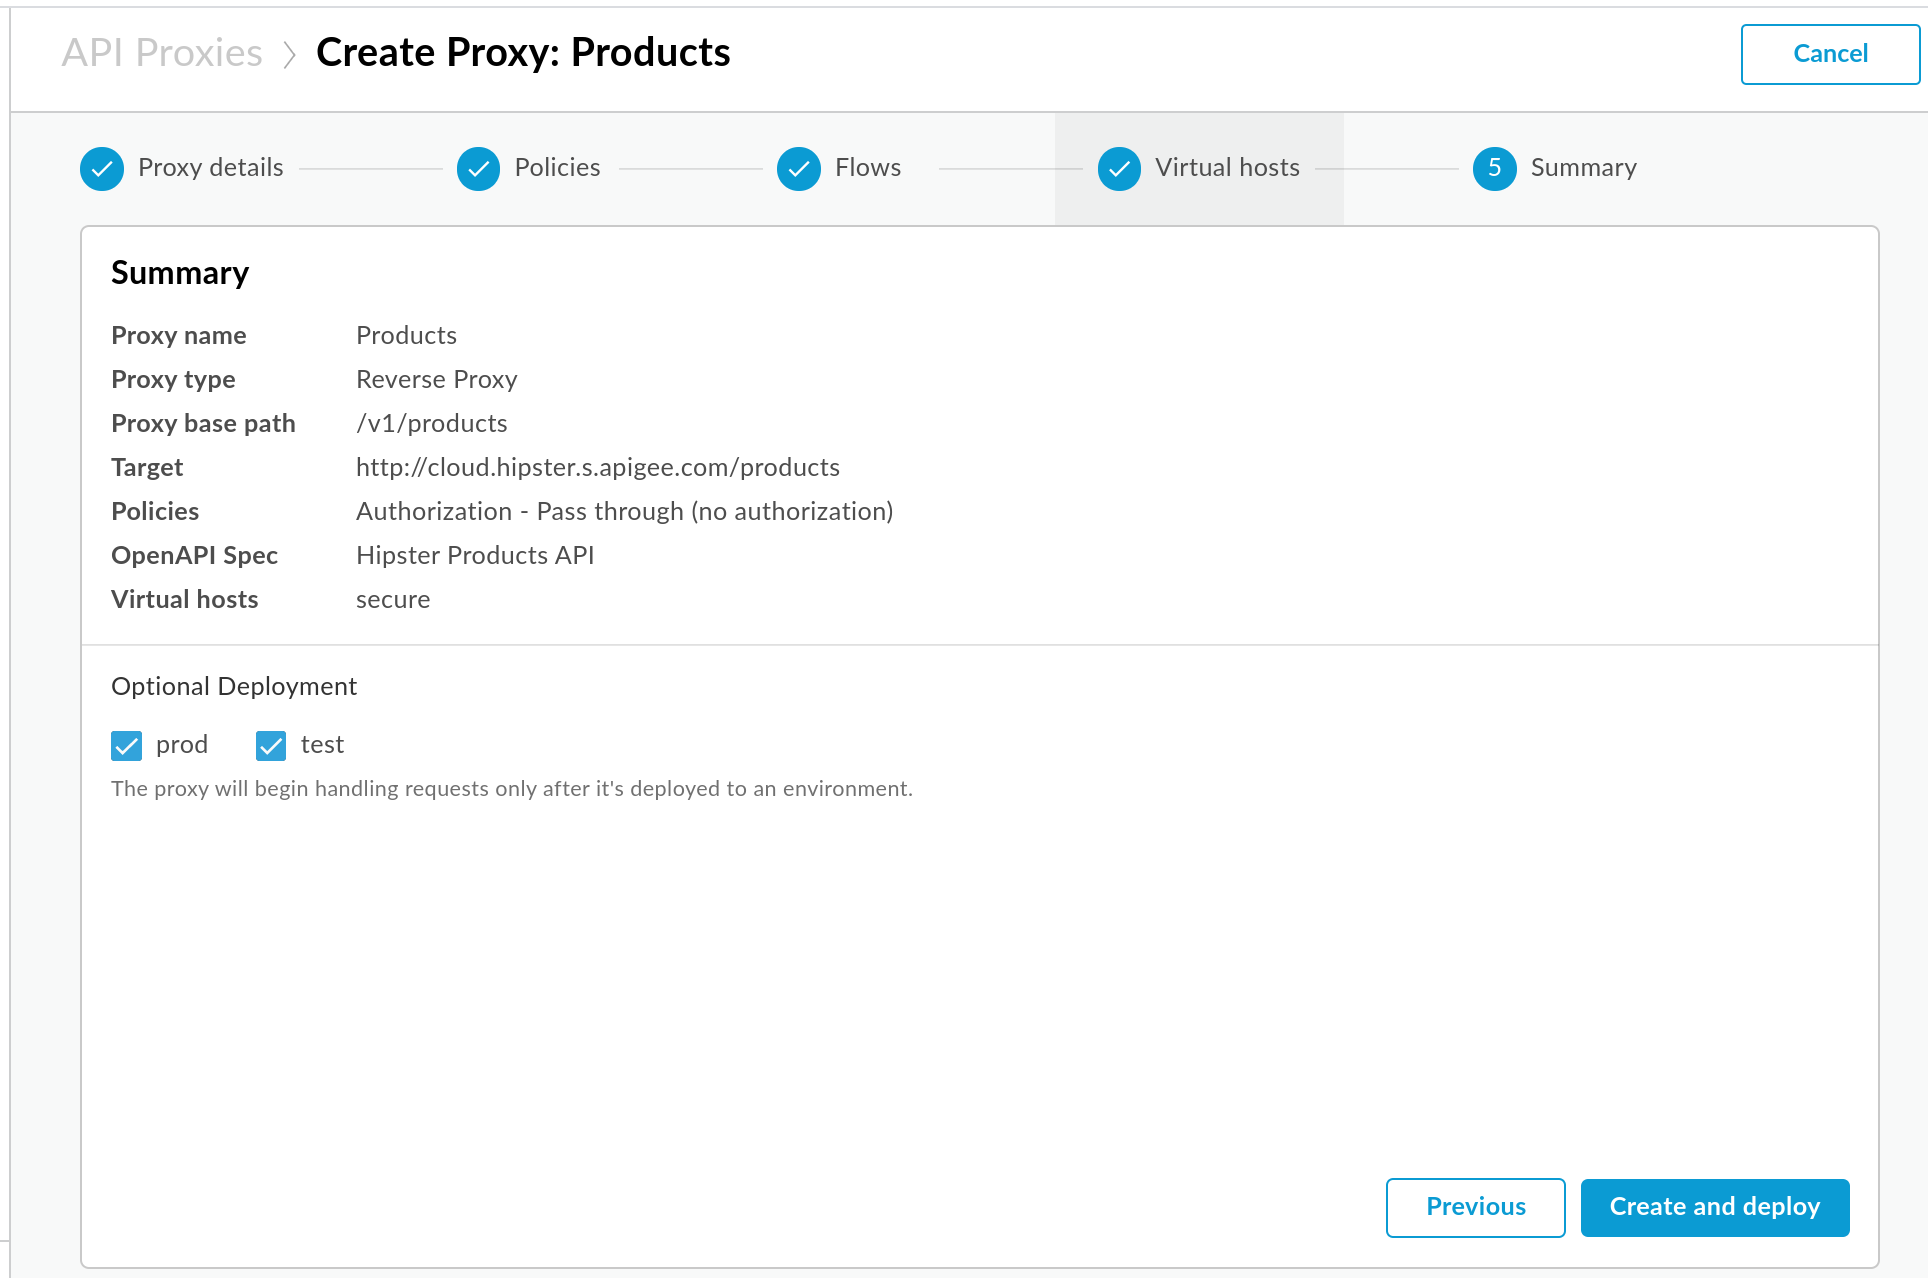 API Proxies > Create Proxy: Products
Cancel
Proxy details
Policies
Flows
Virtual hosts
5 Summary
Summary
Proxy name Products
Proxy type Reverse Proxy
Proxy base path /v1/products
Target http://cloud.hipster.s.apigee.com/products
Policies Authorization - Pass through (no authorization)
OpenAPI Spec Hipster Products API
Virtual hosts secure
Optional Deployment
prod test
The proxy will begin handling requests only after it's deployed to an environment.
Previous Create and deploy